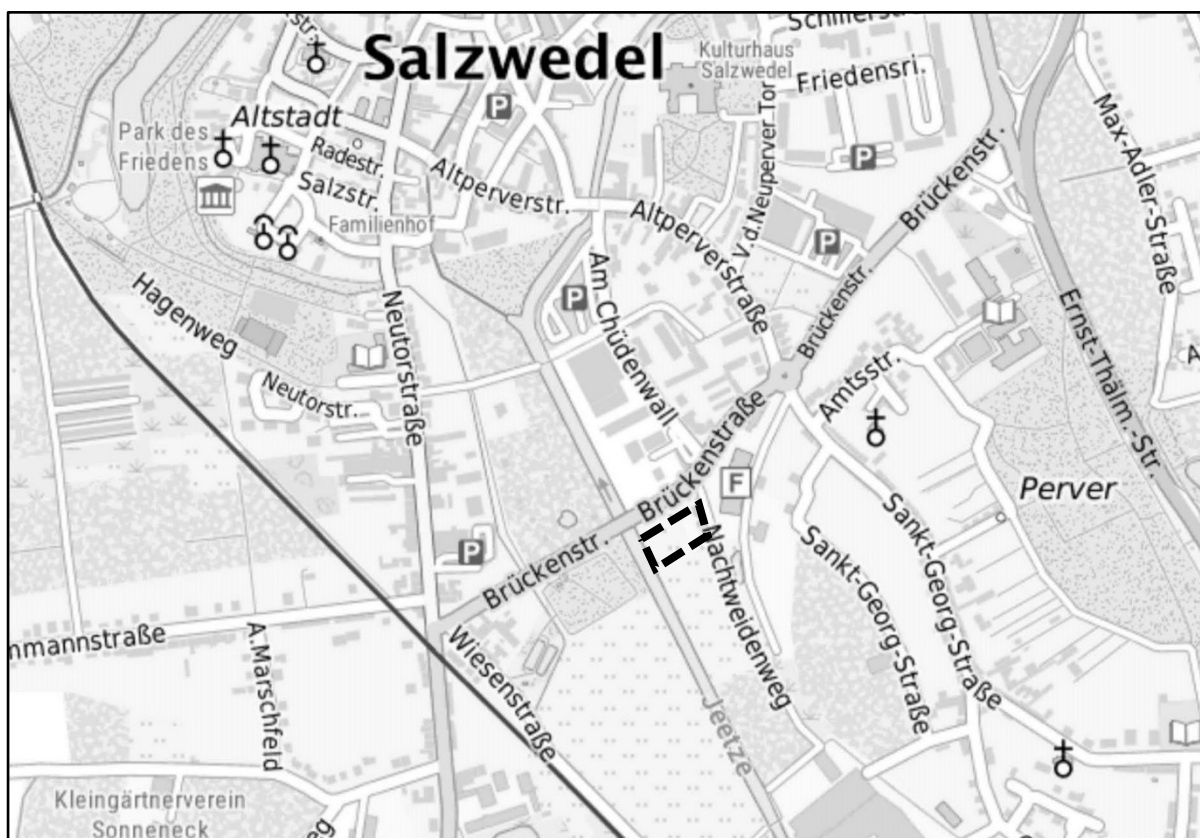 Salzwedel
Kulturhaus
Salzwedel
Friedensri.
Altstadt
Park des
Friedens
Radestr.
Salzstr.
Familienhof
Altperverstr.
Altperverstraße
V.d.Neuperver Tor
P
P
P
P
P
Brückenstr.
Brückenstr.
Max-Adler-Straße
Hagenweg
Neutorstr.
Neutorstraße
Am Chüdenwall
Amtsstr.
Ernst-Thälm.-Str.
Brückenstraße
F
Perver
Brückenstr.
Nachtweidenweg
Sankt-Georg-Straße
Sankt-Georg-Straße
nmannstraße
A.Marschfeld
Wiesenstraße
Jeetze
Kleingärtnerverein
Sonneneck